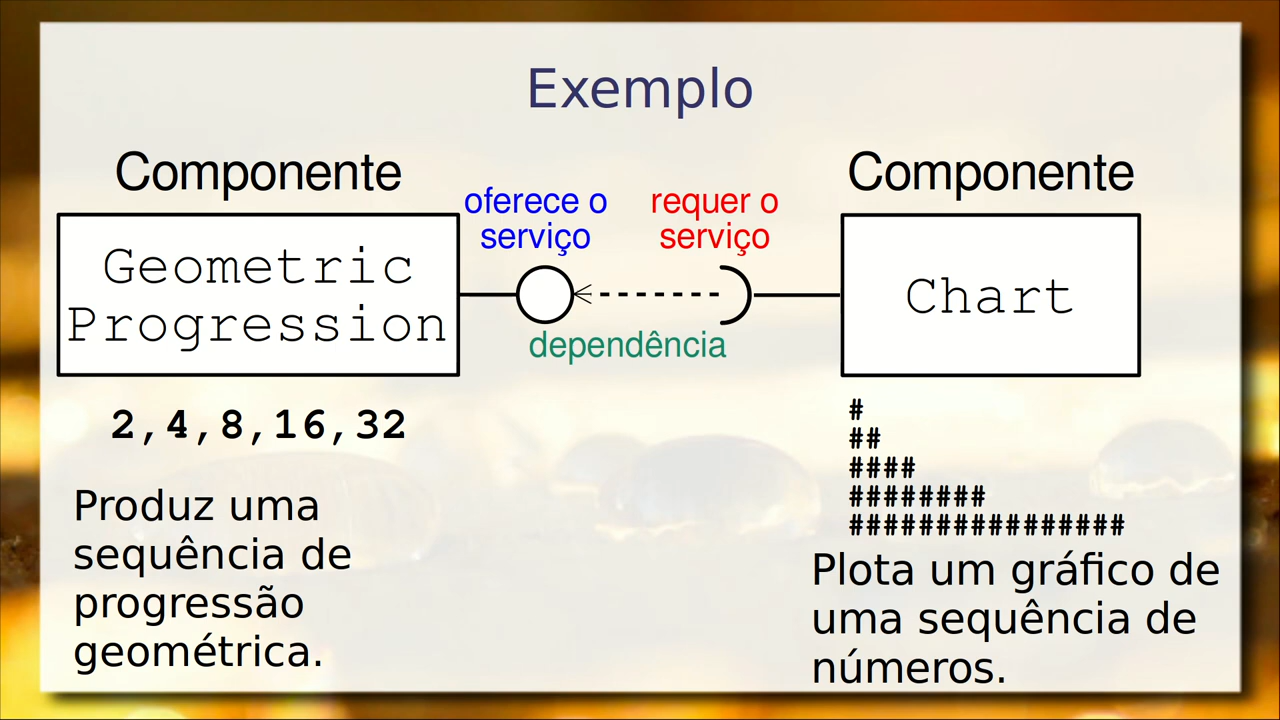 Exemplo
Componente
Geometric
Progression
2,4,8,16,32
Produz uma
sequência de
progressão
geométrica.
oferece o
serviço
requer o
serviço
dependência
Componente
Chart
#
##
####
########
################
Plota um gráfico de
uma sequência de
números.